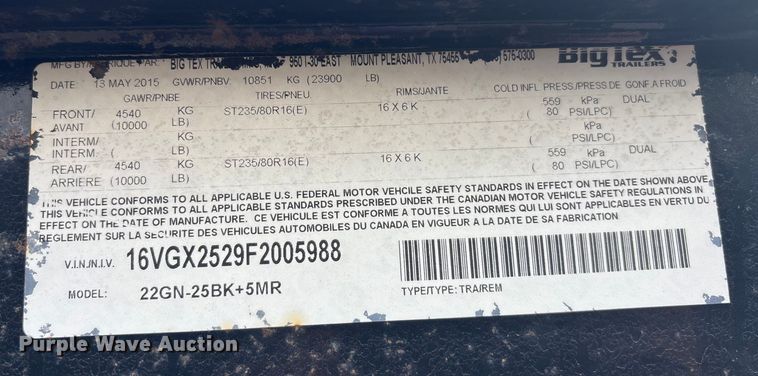 MFG BY/ PAR: BIG TEX 950 I-30 EAST MOUNT PLEASANT, TX 75455 575-0300 Big Tex TRAILERS
DATE: 13 MAY 2015 GVWR/PNBV: 10851 KG (23900 LB)
GAWR/PNBE TIRES/PNEU RIMS/JANTE COLD INFL PRESS/PRESS DE GONF A FROID
FRONT/ 4540 KG ST235/80R16(E) 16 X 6 K 559 kPa DUAL
AVANT (10000 LB) ( 80 PSI/LPC)
INTERM/ KG kPa
INTERM. ( LB) ( PSI/LPC)
REAR/ 4540 KG ST235/80R16(E) 16 X 6 K 559 kPa DUAL
ARRIERE (10000 LB) ( 80 PSI/LPC)
THIS VEHICLE CONFORMS TO ALL APPLICABLE U.S. FEDERAL MOTOR VEHCILE SAFETY STANDARDS IN EFFECT ON THE DATE SHOWN ABOVE
THIS VEHICLE CONFORMS TO ALL APPLICABLE STANDARDS PRESCRIBED UNDER THE CANADIAN MOTOR VEHICLE SAFETY REGULATIONS IN
EFFECT ON THE DATE OF MANUFACTURE. CE VEHICULE EST CONFORME A TOUTES LES NORMES QUI LUI SONT APPLICABLES EN VERTU DU
REGLEMENT SUR LA SECURITE DES VEHICULES AUTOMOBILES DU CANADA EN VIGUEUR A LA DATE DE SA FABRICATION
V.I.N./N.I.V. 16VGX2529F2005988
MODEL: 22GN-25BK+5MR TYPE/TYPE: TRA/REM
Purple Wave Auction